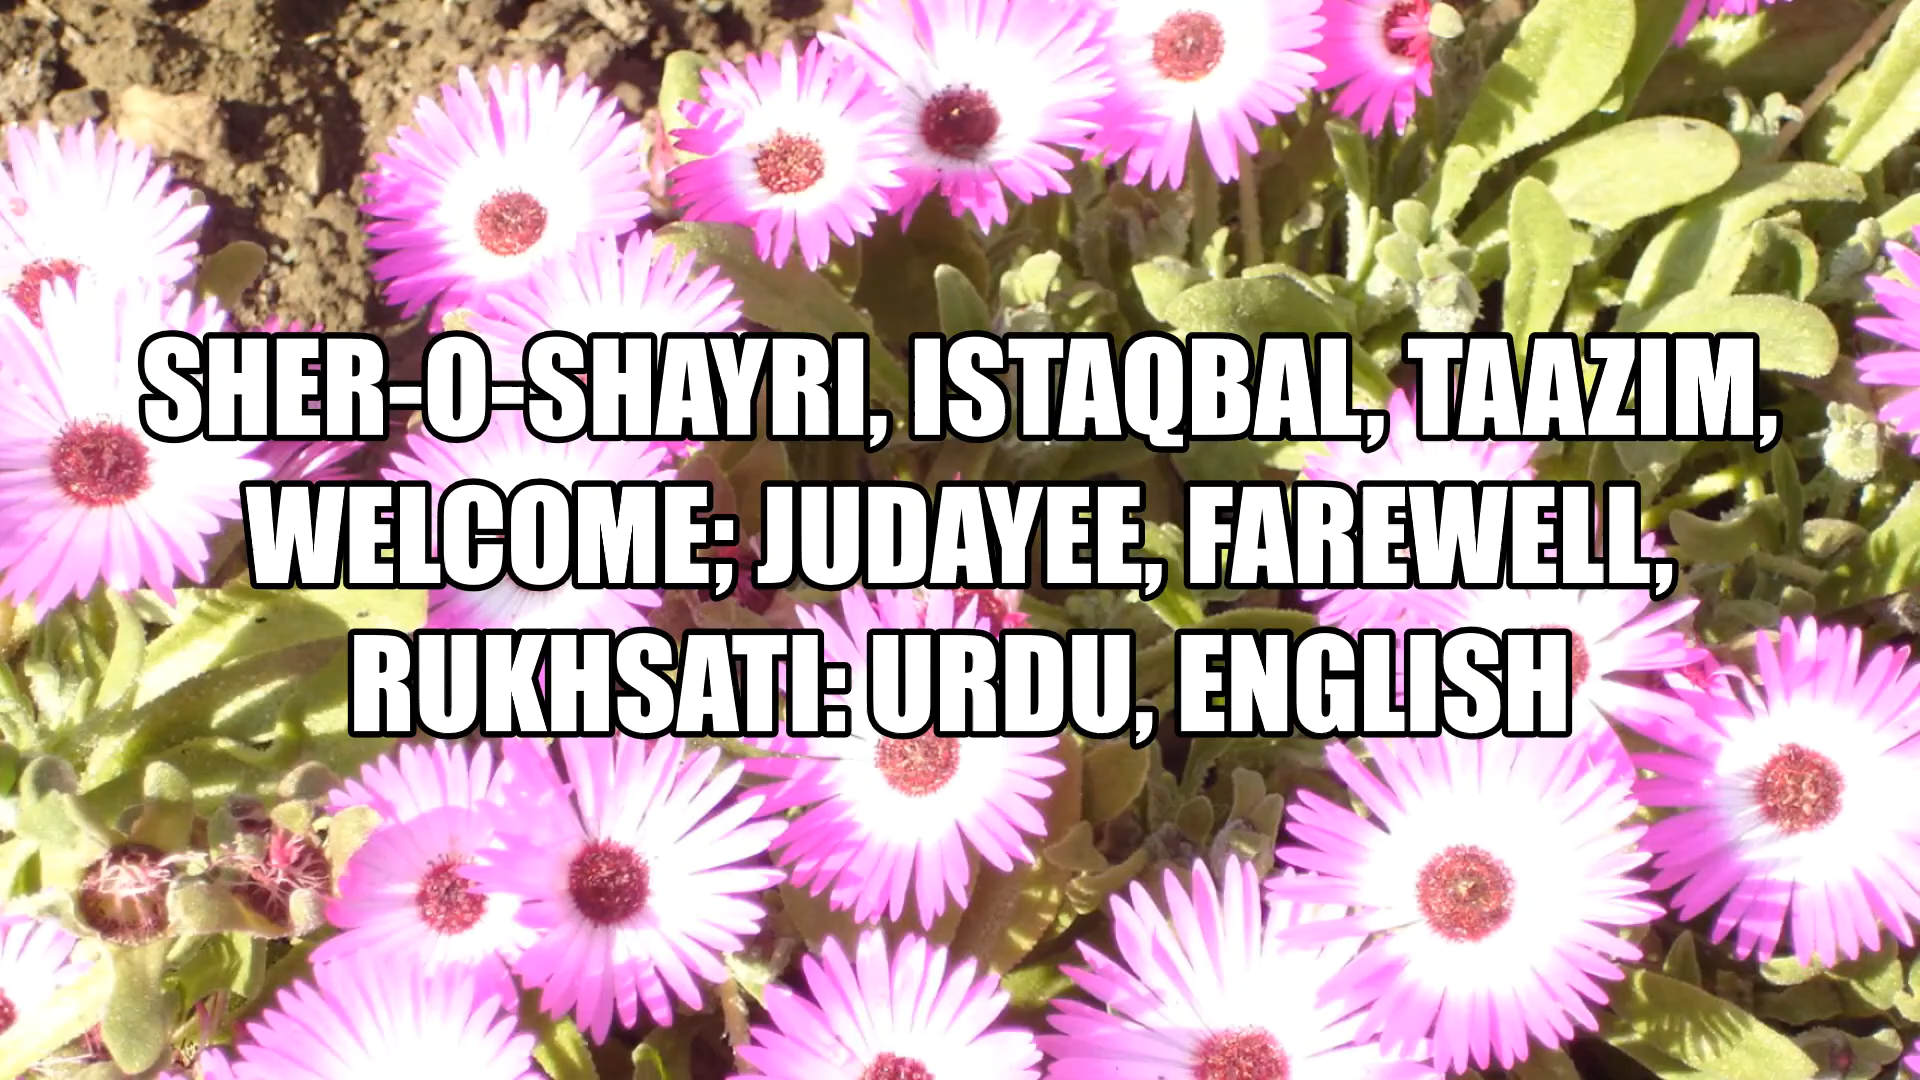 SHER-O-SHAYRI, ISTAQBAL, TAAZIM,
WELCOME; JUDAYEE, FAREWELL,
RUKHSATI: URDU, ENGLISH